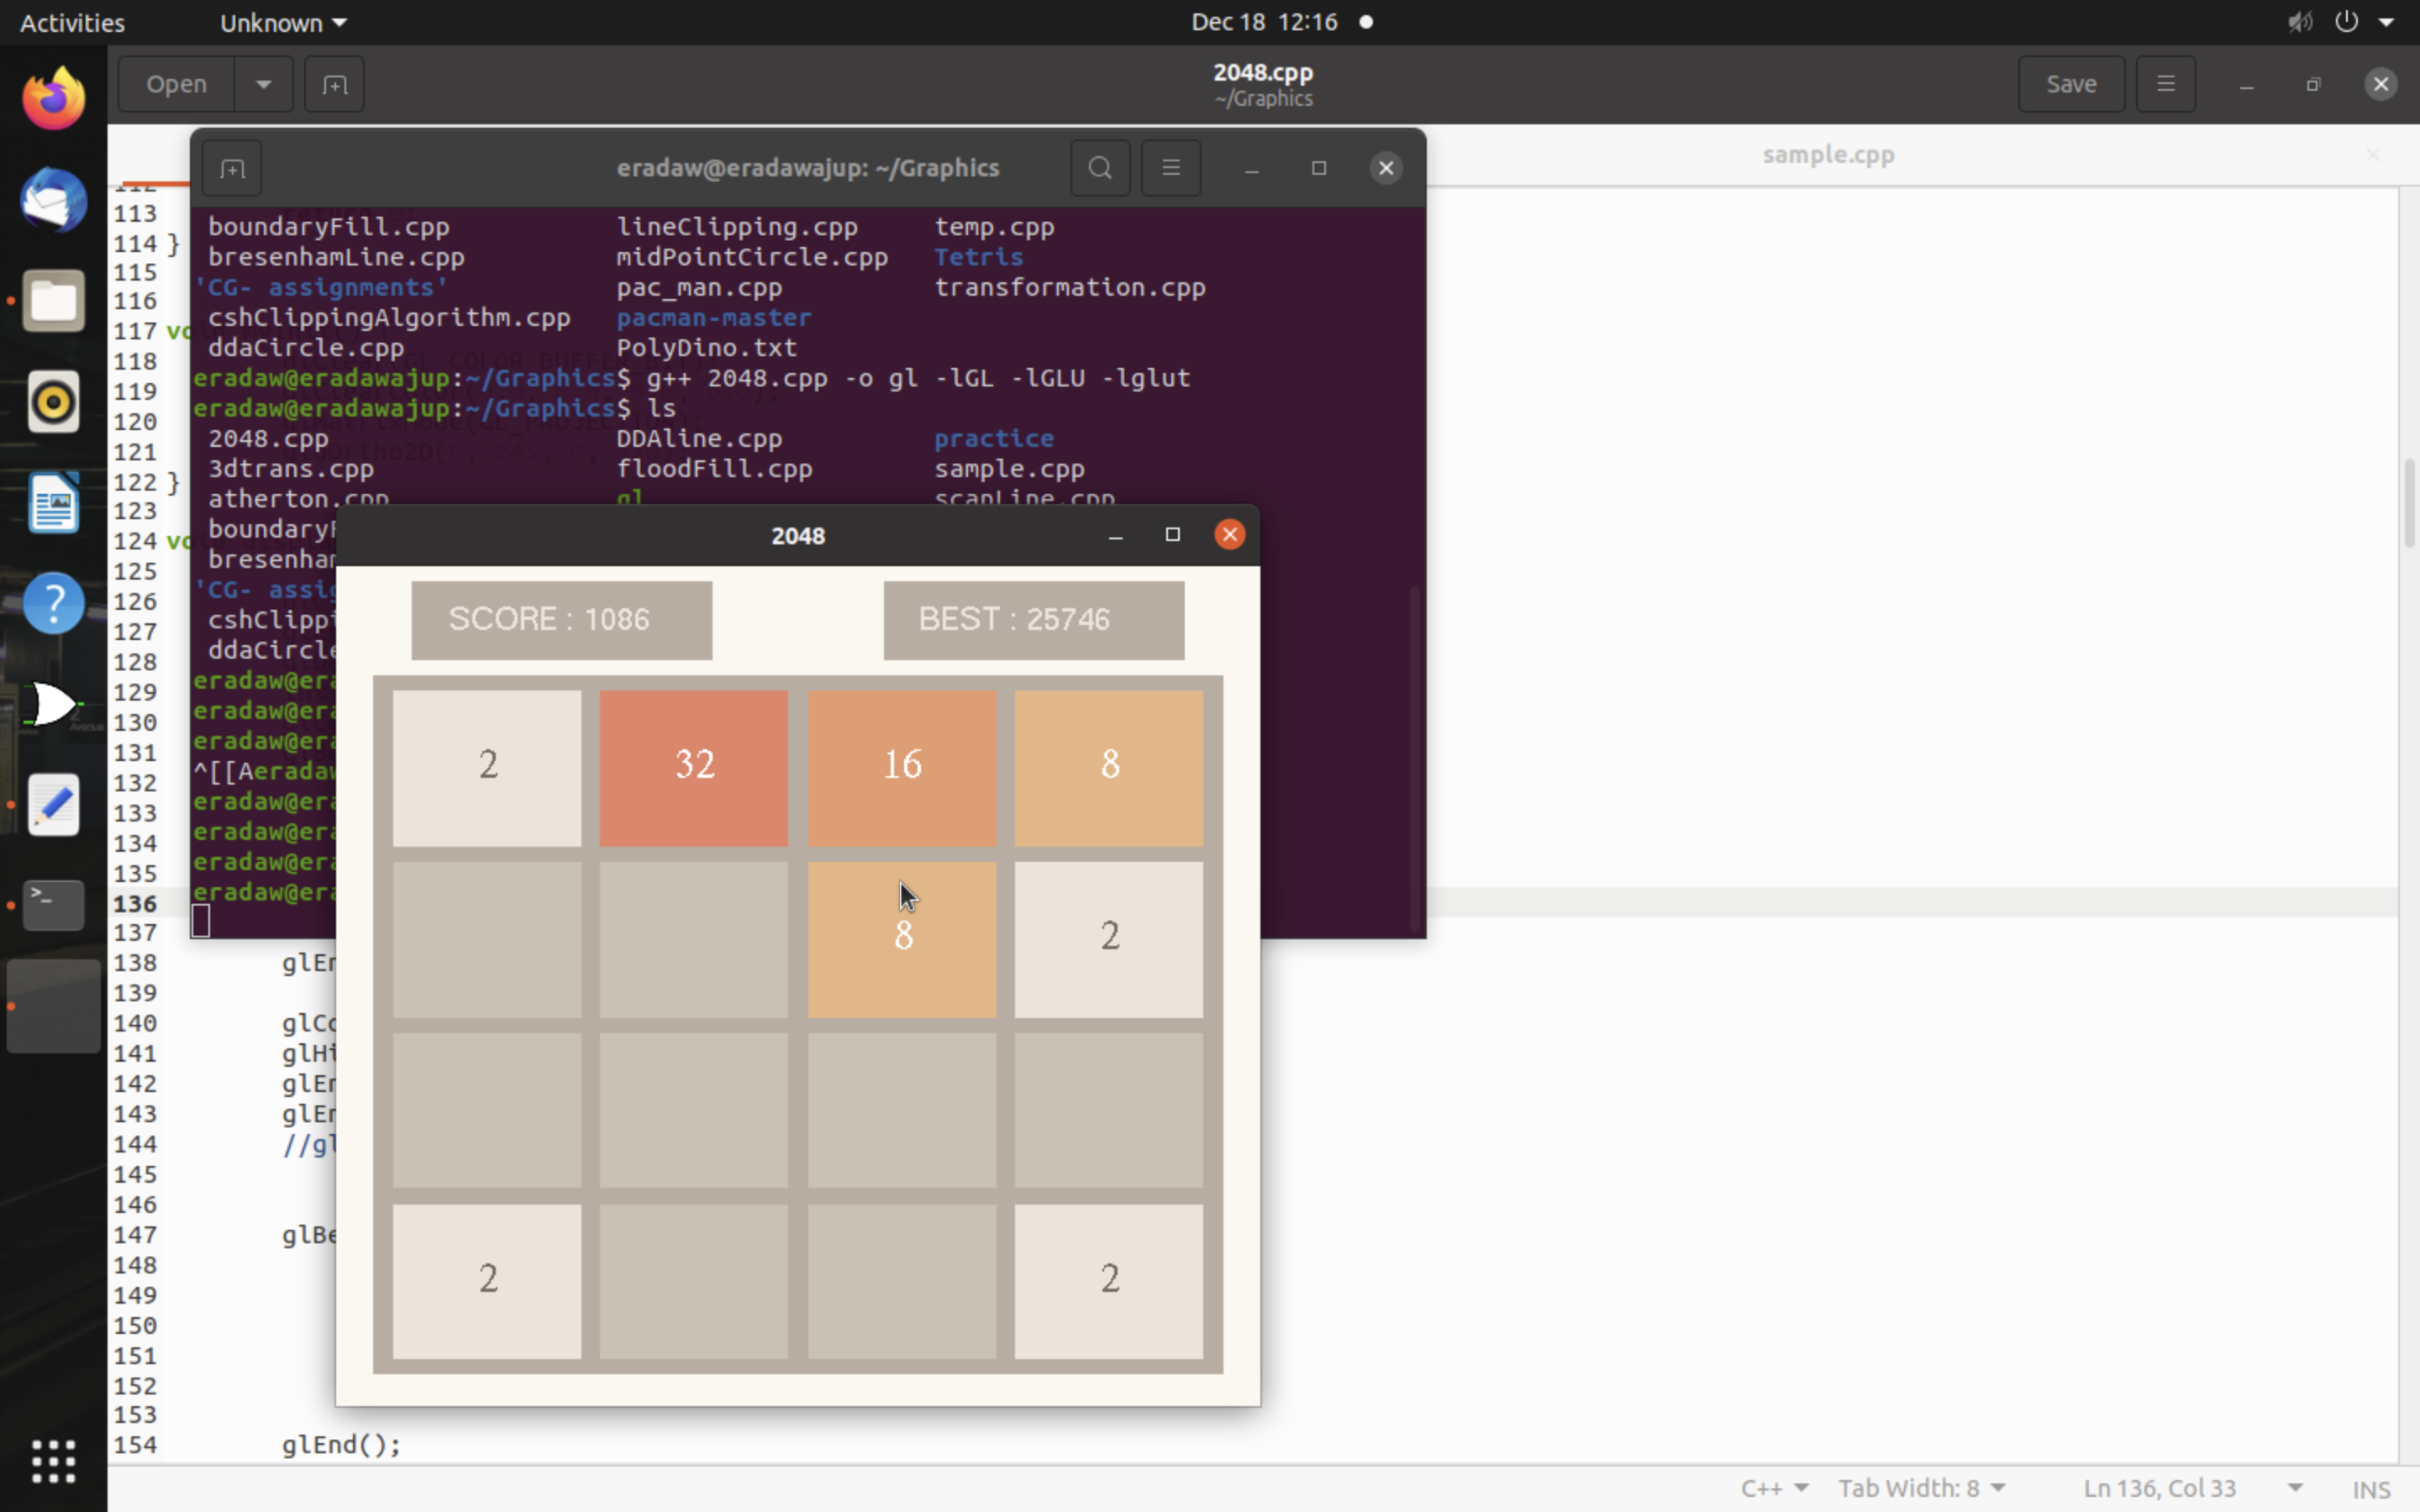 Activities Unknown Dec 18 12:16
Open 2048.cpp Save
~/Graphics
eradaw@eradawajup: ~/Graphics sample.cpp
113 boundaryFill.cpp lineClipping.cpp temp.cpp
114 } bresenhamLine.cpp midPointCircle.cpp Tetris
115 'CG- assignments' pac_man.cpp transformation.cpp
116 cshClippingAlgorithm.cpp pacman-master
117 ddaCircle.cpp PolyDino.txt
118 eradaw@eradawajup:~/Graphics$ g++ 2048.cpp -o gl -lGL -lGLU -lglut
119 eradaw@eradawajup:~/Graphics$ ls
120 2048.cpp DDAline.cpp practice
121 3dtrans.cpp floodFill.cpp sample.cpp
122 } atherton.cpp gl scanLine.cpp
123 boundaryF
124 vo bresenham
125 'CG- assig
126 cshClippi
127 ddaCircle
128 eradaw@era
129 eradaw@era
130 eradaw@era
131 ^[[Aeradaw
132 eradaw@era
133 eradaw@era
134 eradaw@era
135 eradaw@era
136
137
138 glEn
139
140 glCo
141 glHi
142 glEn
143 glEn
144 //gl
145
146
147 glBe
148
149
150
151
152
153
154 glEnd();
2048
SCORE : 1086 BEST : 25746
2 32 16 8
8 2
2 2
C++ Tab Width: 8 Ln 136, Col 33 INS